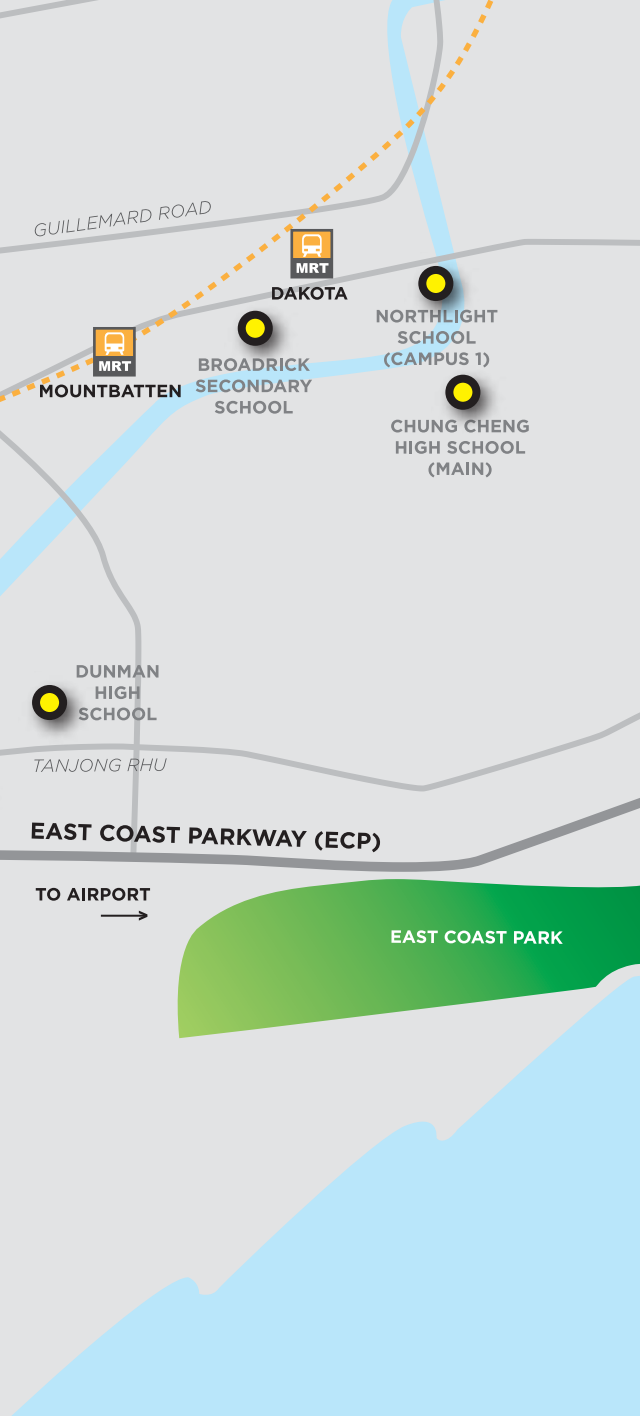 GUILLEMARD ROAD
MRT
DAKOTA
NORTHLIGHT
SCHOOL
(CAMPUS 1)
MRT
MOUNTBATTEN
BROADRICK
SECONDARY
SCHOOL
CHUNG CHENG
HIGH SCHOOL
(MAIN)
DUNMAN
HIGH
SCHOOL
TANJONG RHU
EAST COAST PARKWAY (ECP)
TO AIRPORT
EAST COAST PARK